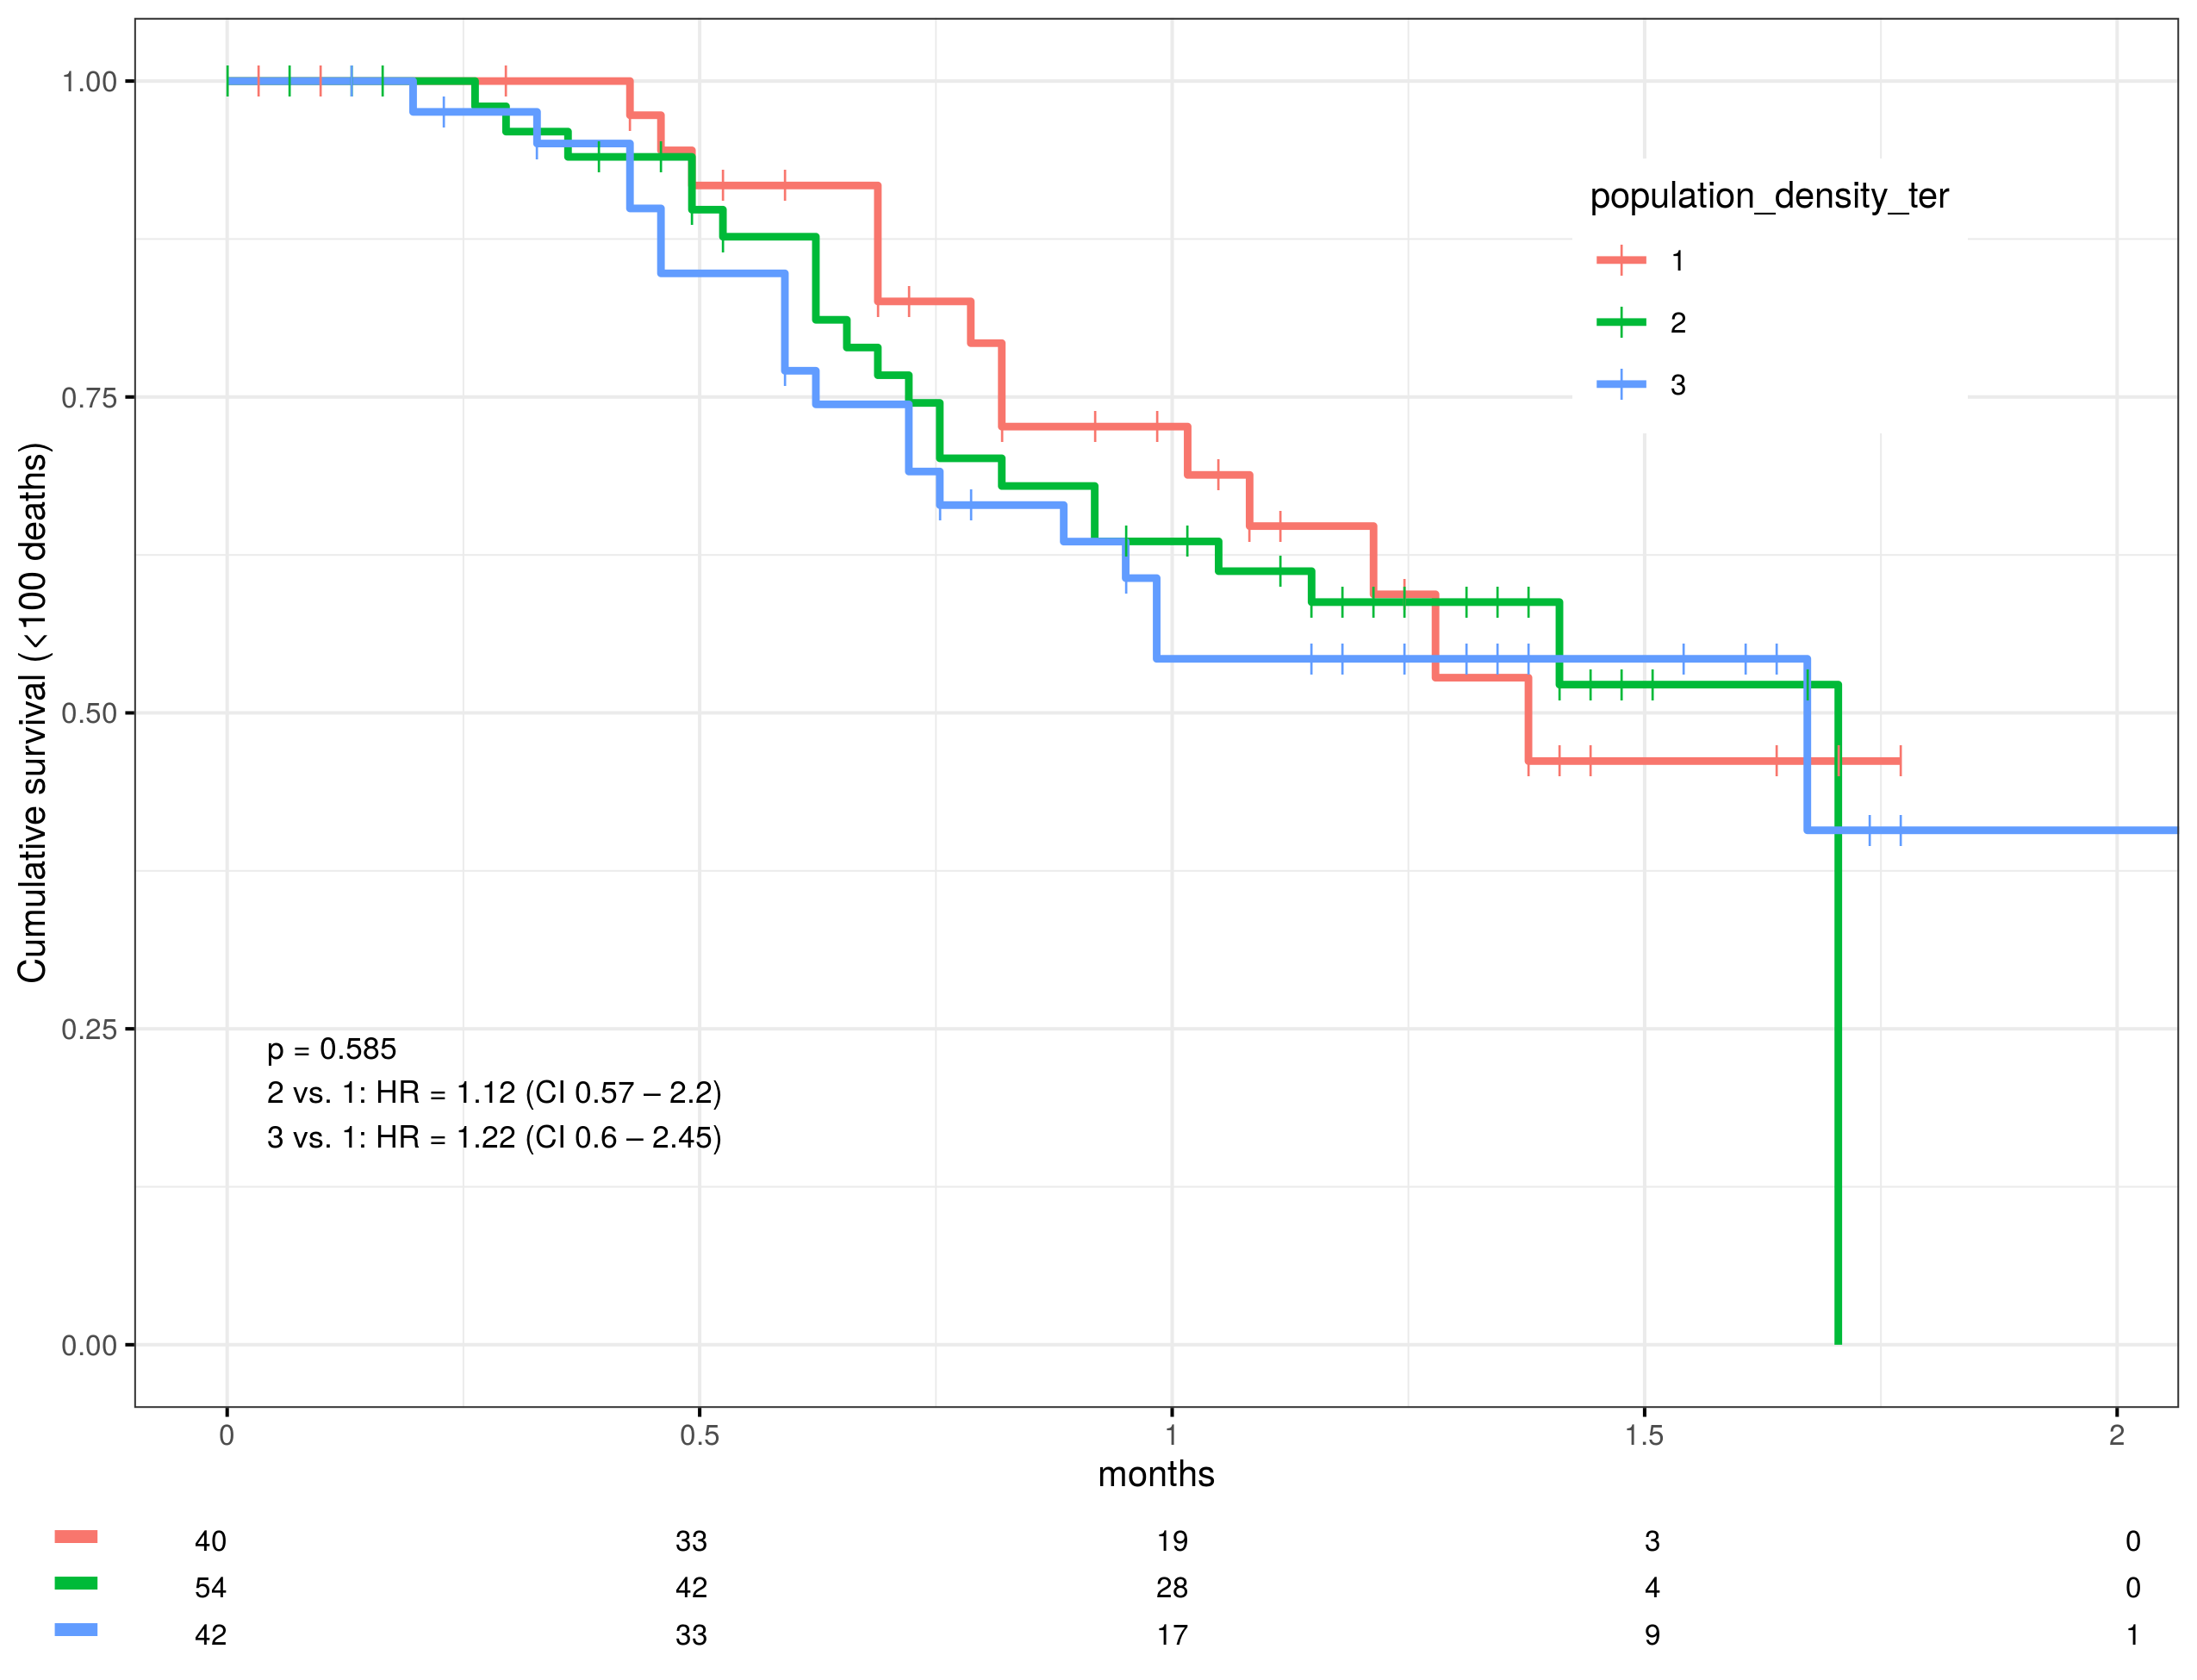 Cumulative survival (<100 deaths)
1.00
0.75
0.50
0.25
0.00
population_density_ter
1
2
3
p = 0.585
2 vs. 1: HR = 1.12 (CI 0.57 – 2.2)
3 vs. 1: HR = 1.22 (CI 0.6 – 2.45)
0 0.5 1 1.5 2
months
40 33 19 3 0
54 42 28 4 0
42 33 17 9 1